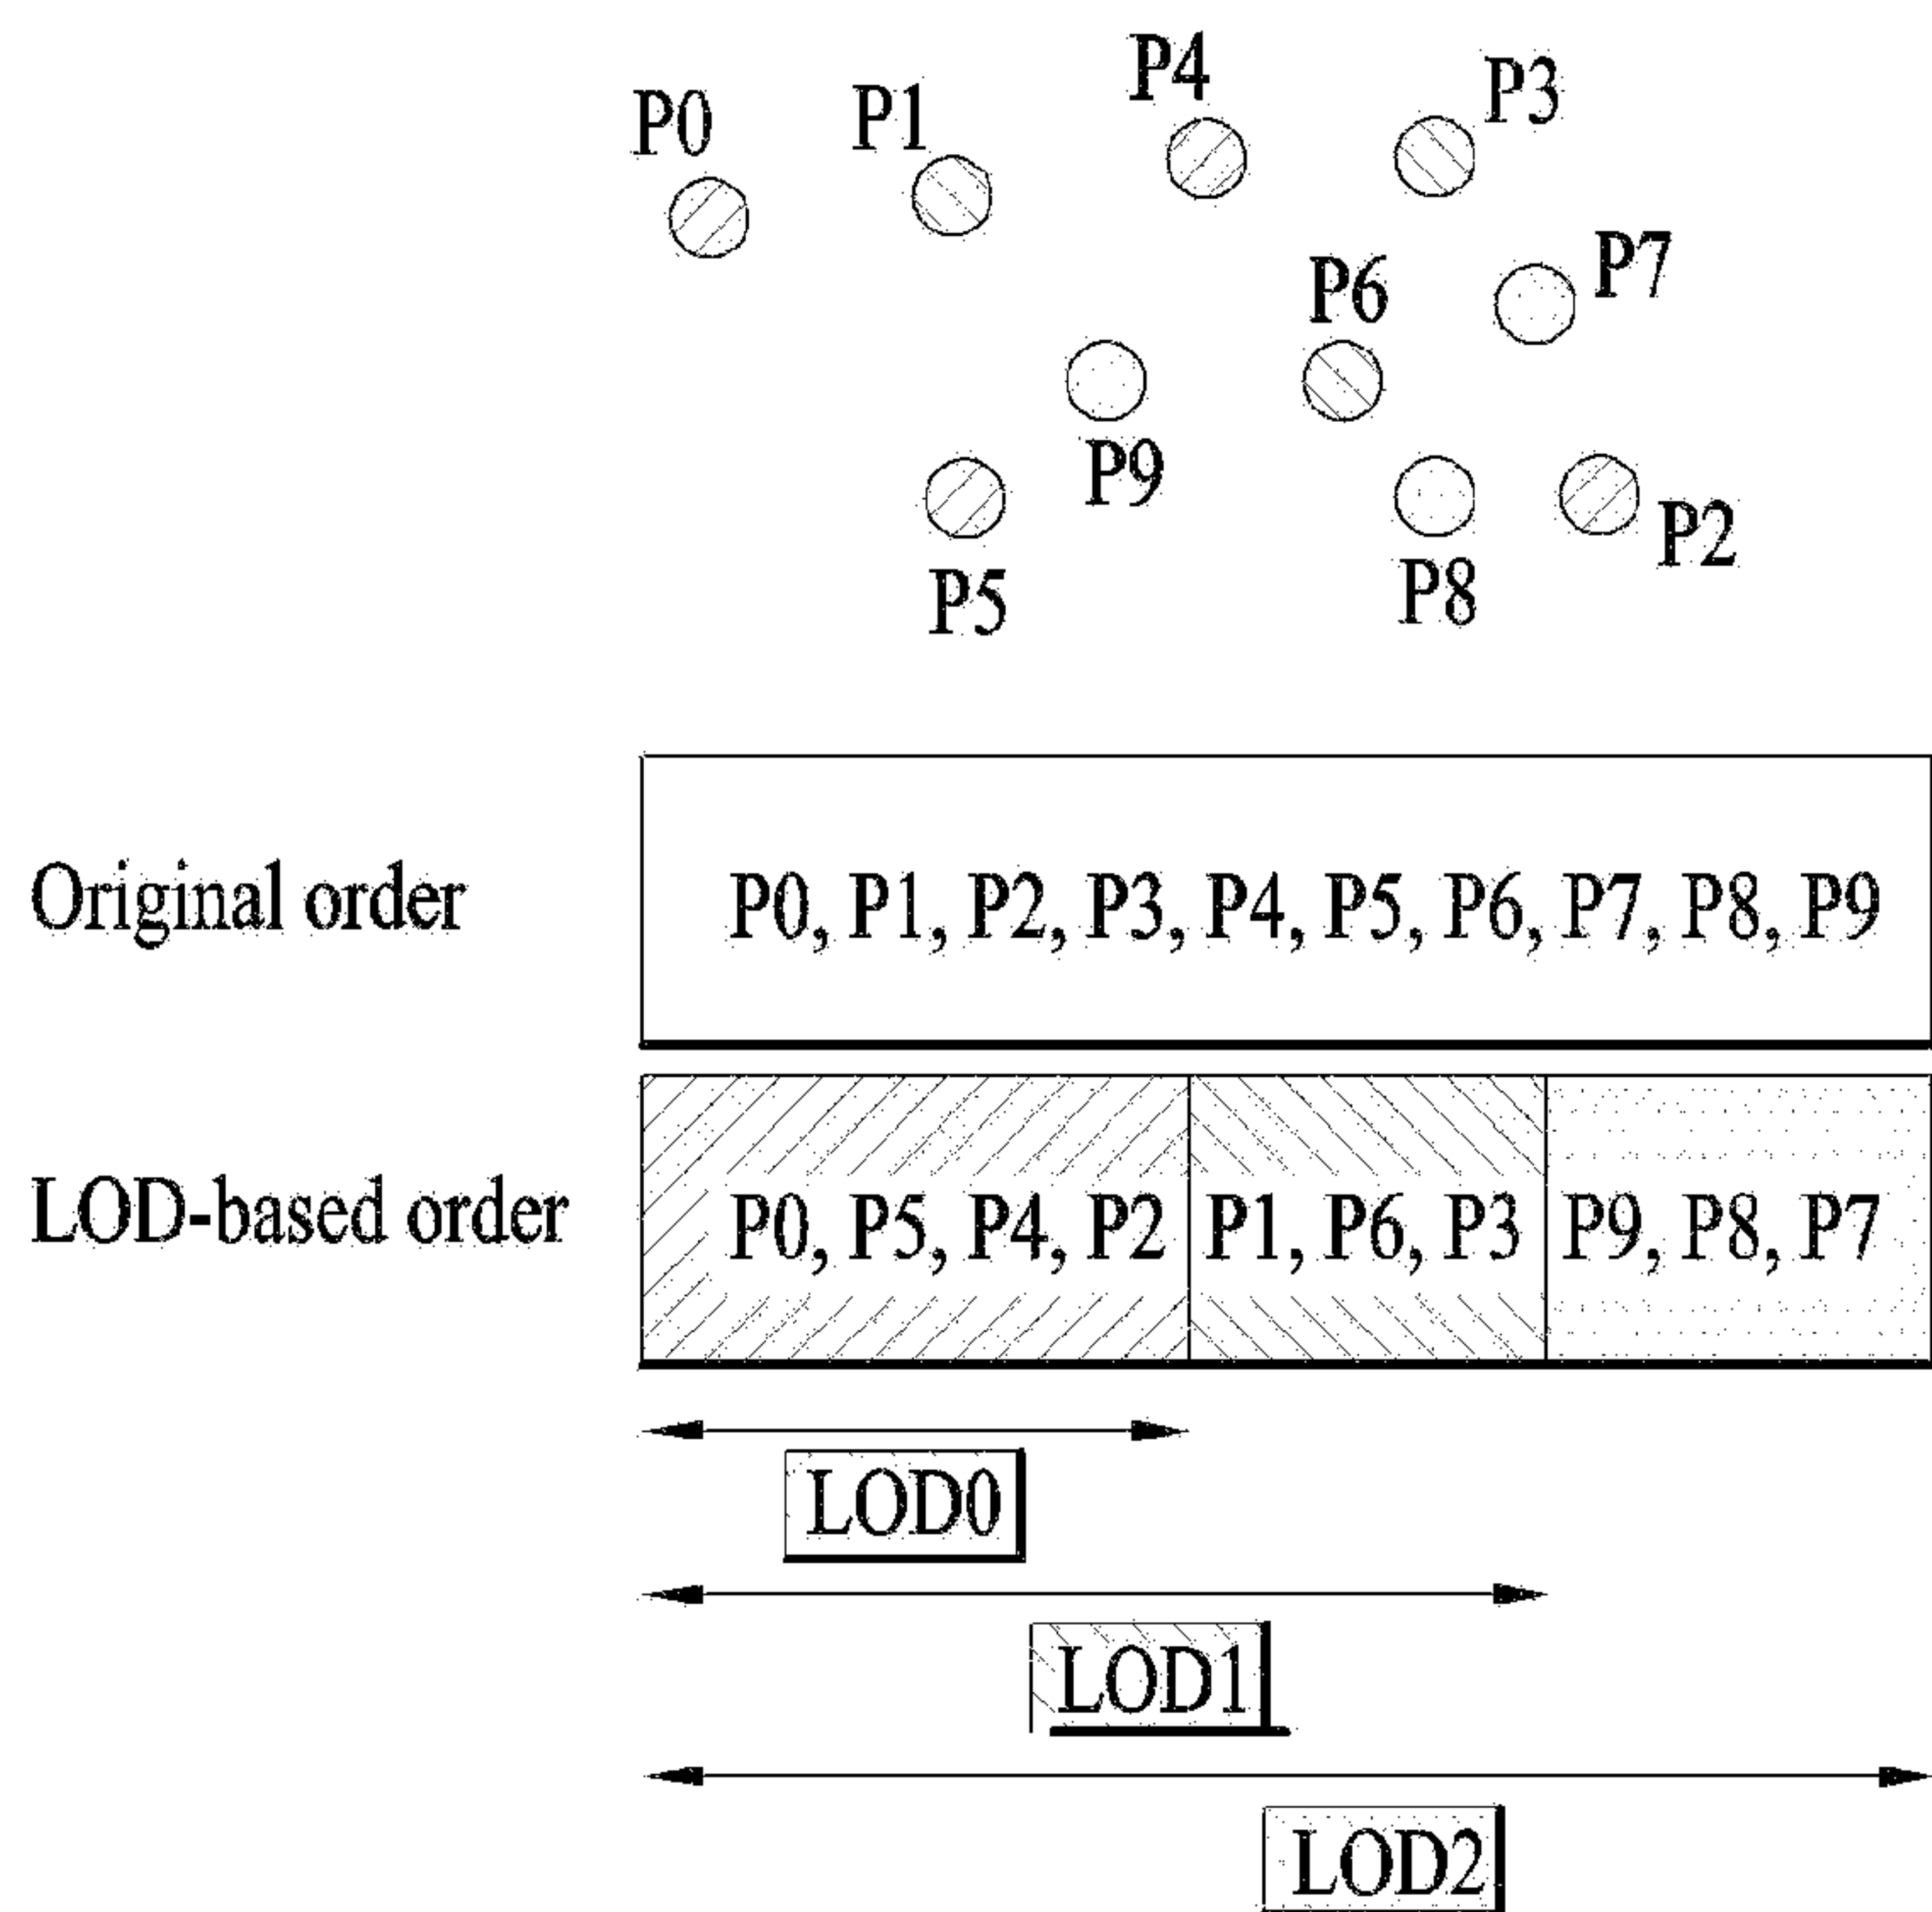 P4
P3
P0
P1
P7
P6
P9
P2
P5
P8
Original order
P0, P1, P2, P3, P4, P5, P6, P7, P8, P9
LOD-based order
P0, P5, P4, P2
P1, P6, P3
P9, P8, P7
LOD0
LOD1
LOD2